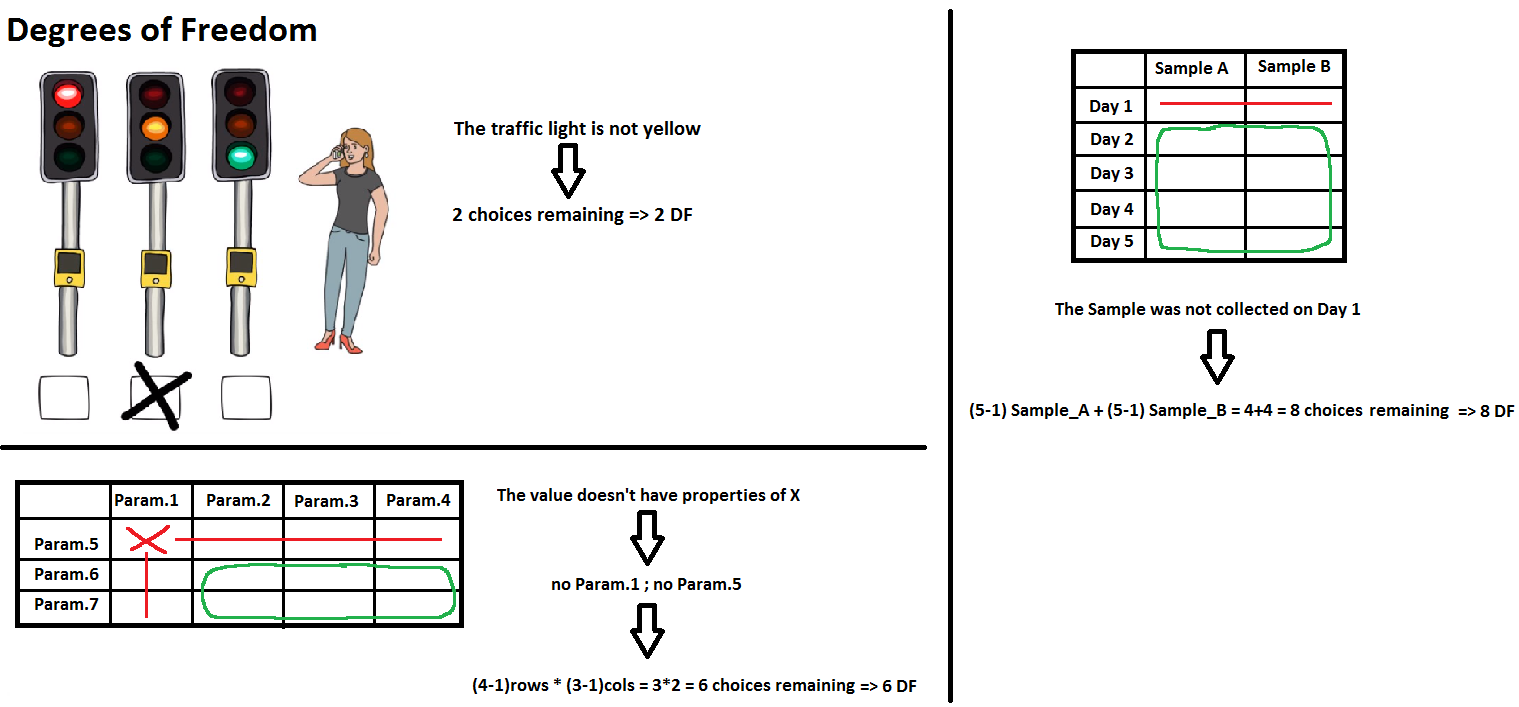 Degrees of Freedom
The traffic light is not yellow
2 choices remaining => 2 DF
Param.1 Param.2 Param.3 Param.4
Param.5
Param.6
Param.7
The value doesn't have properties of X
no Param.1 ; no Param.5
(4-1)rows * (3-1)cols = 3*2 = 6 choices remaining => 6 DF
Sample A Sample B
Day 1
Day 2
Day 3
Day 4
Day 5
The Sample was not collected on Day 1
(5-1) Sample_A + (5-1) Sample_B = 4+4 = 8 choices remaining => 8 DF